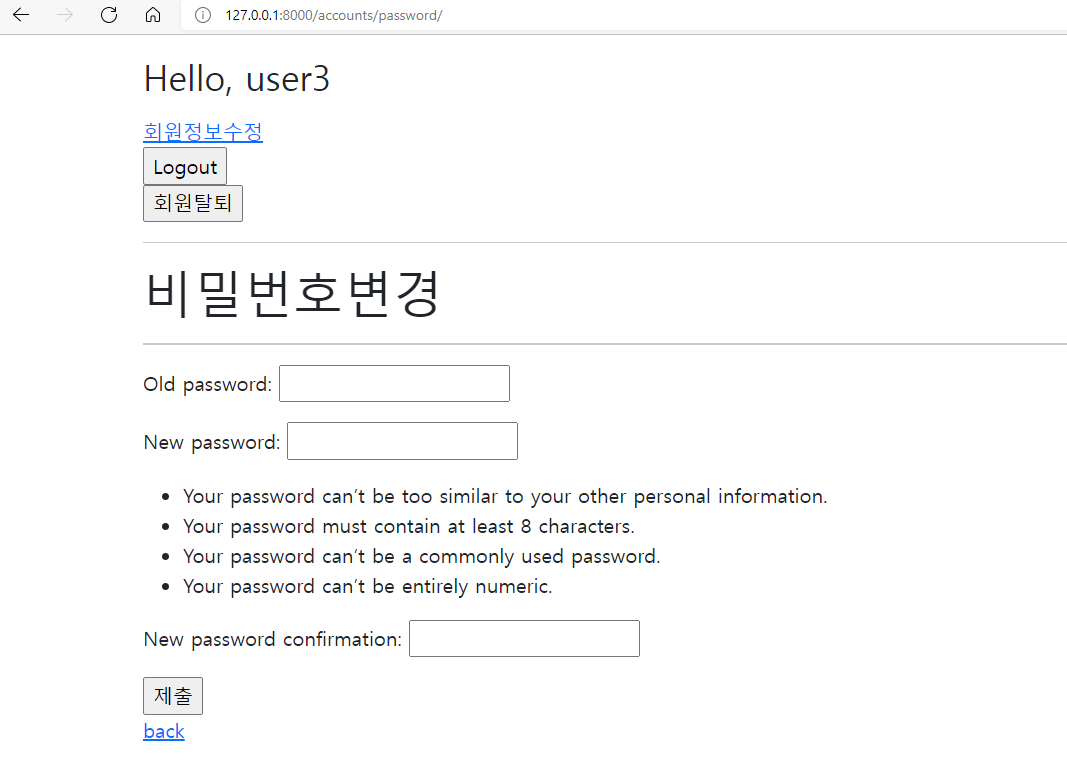 127.0.0.1:8000/accounts/password/
Hello, user3
회원정보수정
Logout
회원탈퇴
비밀번호변경
Old password:
New password:
• Your password can’t be too similar to your other personal information.
• Your password must contain at least 8 characters.
• Your password can’t be a commonly used password.
• Your password can’t be entirely numeric.
New password confirmation:
제출
back